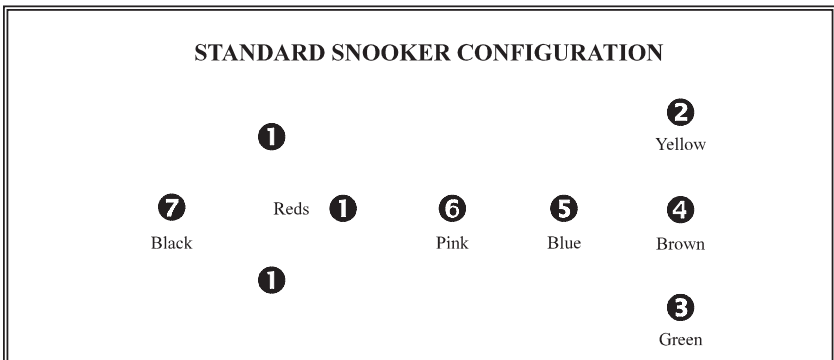 STANDARD SNOOKER CONFIGURATION
2
1
Yellow
7
Reds 1
6
5
4
Black
Pink
Blue
Brown
1
3
Green